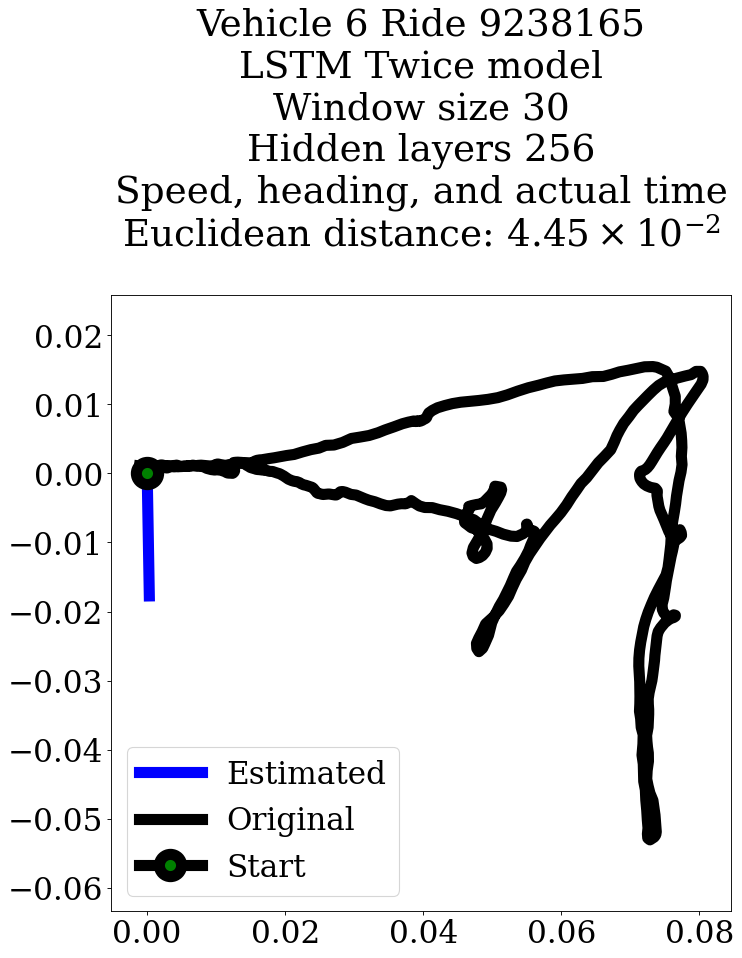 Vehicle 6 Ride 9238165
LSTM Twice model
Window size 30
Hidden layers 256
Speed, heading, and actual time
Euclidean distance: 4.45 × 10⁻²
0.02
0.01
0.00
−0.01
−0.02
−0.03
−0.04
−0.05
−0.06
Estimated
Original
Start
0.00 0.02 0.04 0.06 0.08